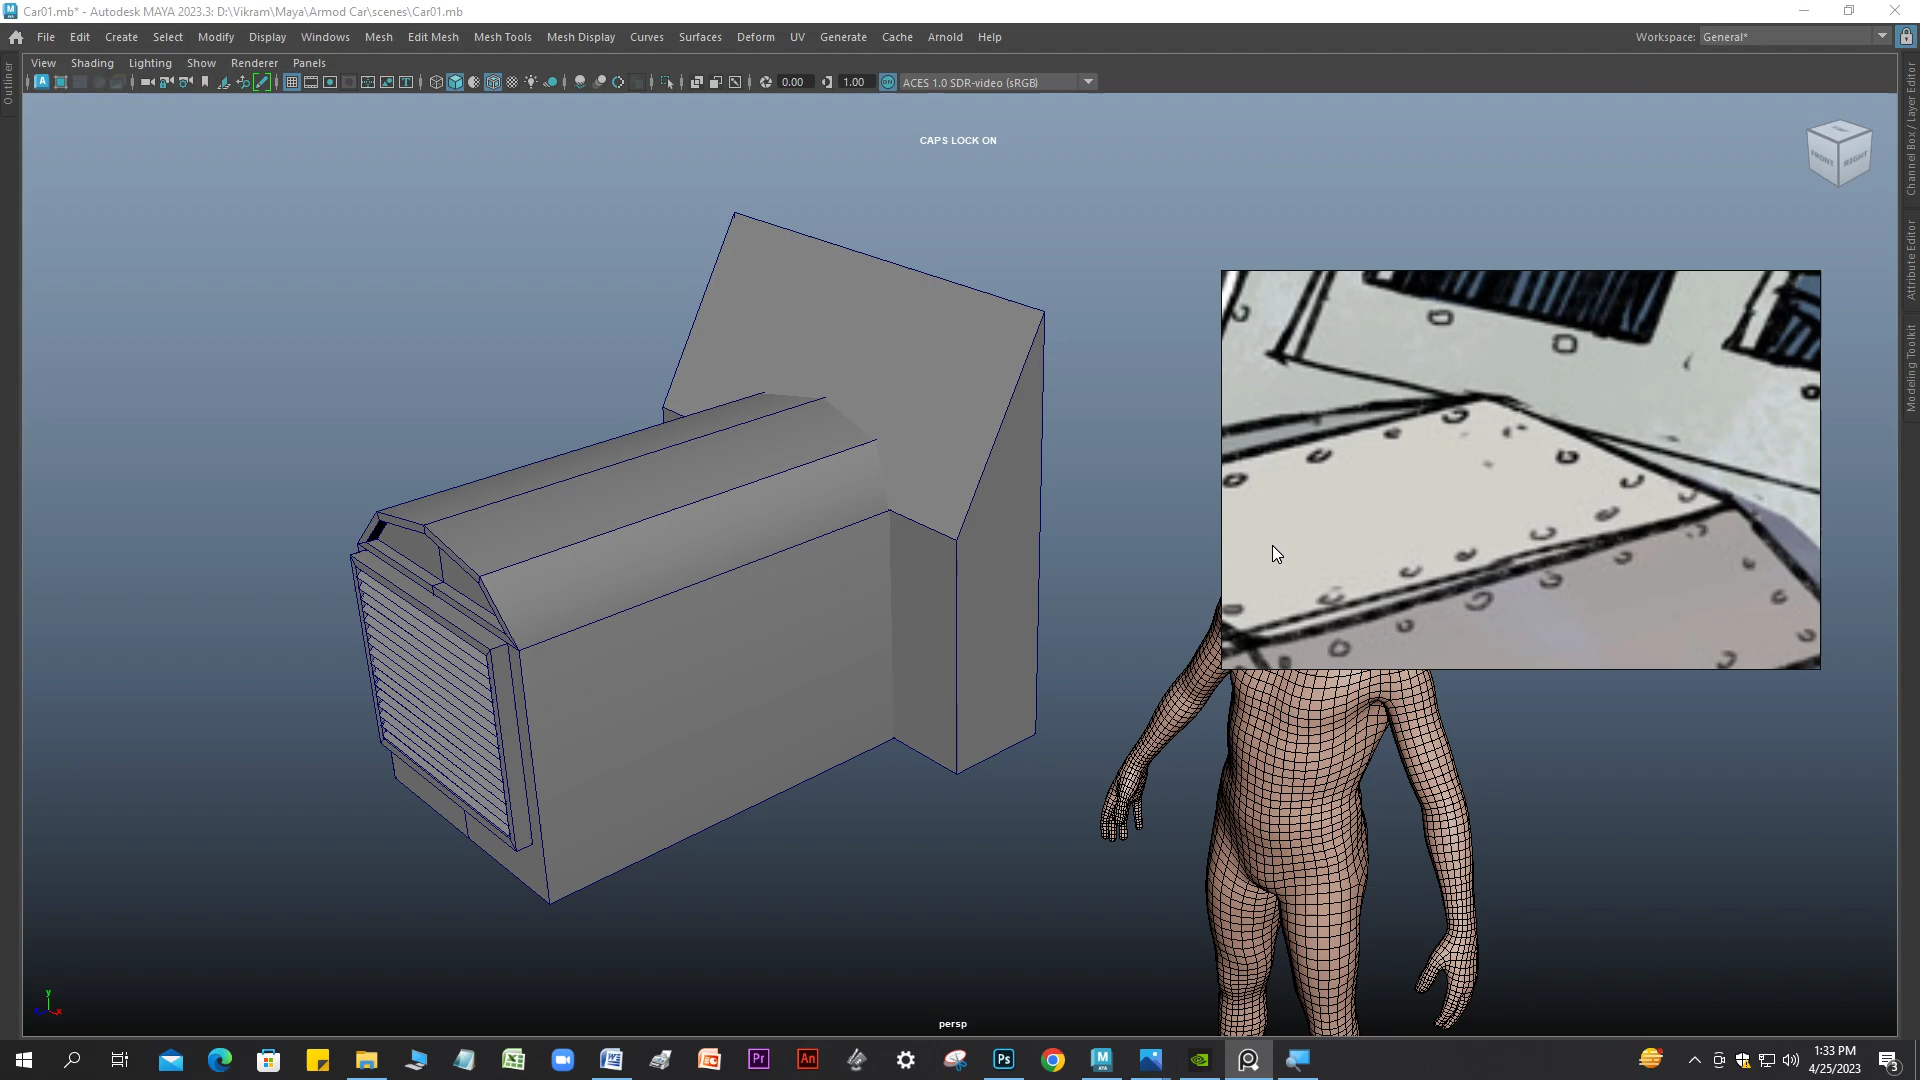 Car01.mb* - Autodesk MAYA 2023.3: D:\Vikram\Maya\Armod Car\scenes\Car01.mb
File Edit Create Select Modify Display Windows Mesh Edit Mesh Mesh Tools Mesh Display Curves Surfaces Deform UV Generate Cache Arnold Help Workspace: General*
View Shading Lighting Show Renderer Panels
0.00 1.00 ACES 1.0 SDR-video (sRGB)
Outliner
CAPS LOCK ON
FRONT RIGHT
Channel Box / Layer Editor
Attribute Editor
Modeling Toolkit
y
x
persp
1:33 PM
4/25/2023
3